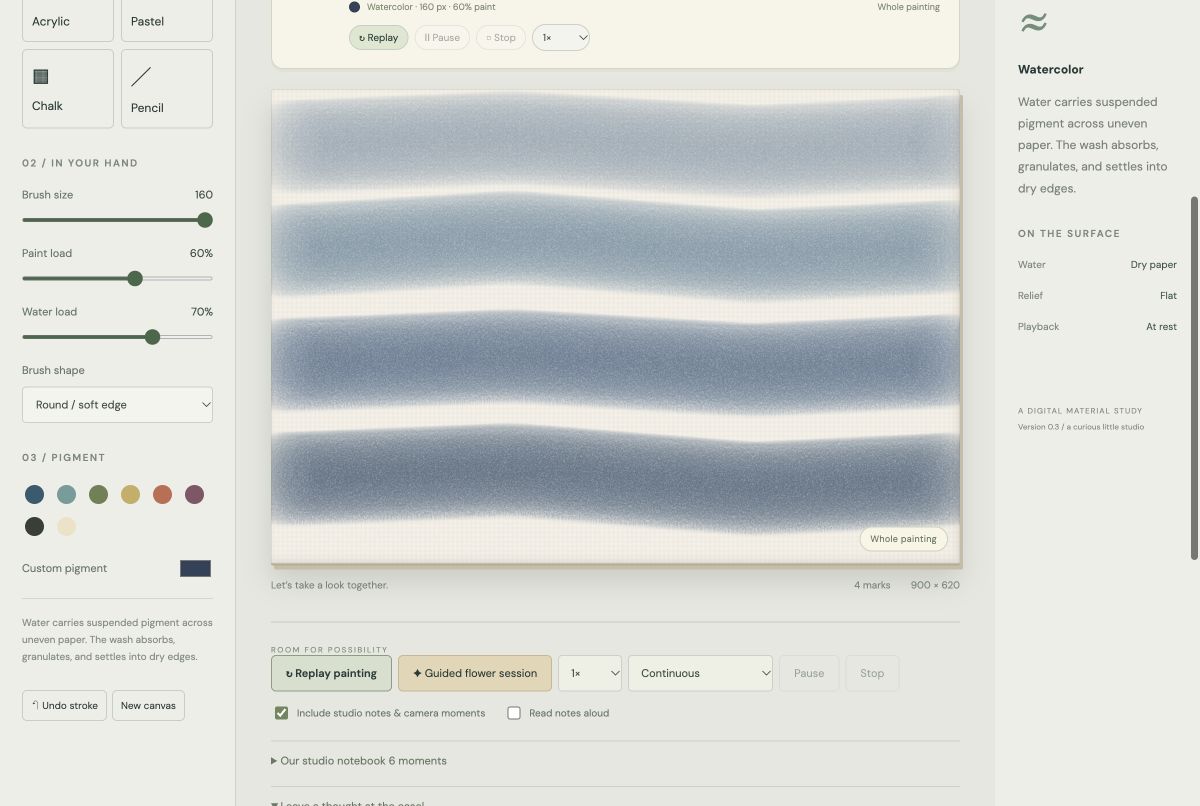 Acrylic
Pastel
Chalk
Pencil
02 / IN YOUR HAND
Brush size 160
Paint load 60%
Water load 70%
Brush shape
Round / soft edge
03 / PIGMENT
Custom pigment
Water carries suspended pigment across
uneven paper. The wash absorbs,
granulates, and settles into dry edges.
Undo stroke
New canvas
Watercolor · 160 px · 60% paint
Whole painting
↻ Replay
II Pause
▫ Stop
1×
Whole painting
Let's take a look together.
4 marks
900 × 620
ROOM FOR POSSIBILITY
↻ Replay painting
✦ Guided flower session
1×
Continuous
Pause
Stop
Include studio notes & camera moments
Read notes aloud
▶ Our studio notebook 6 moments
▼ Leave a thought at the easel
Watercolor
Water carries suspended
pigment across uneven
paper. The wash absorbs,
granulates, and settles into
dry edges.
ON THE SURFACE
Water Dry paper
Relief Flat
Playback At rest
A DIGITAL MATERIAL STUDY
Version 0.3 / a curious little studio